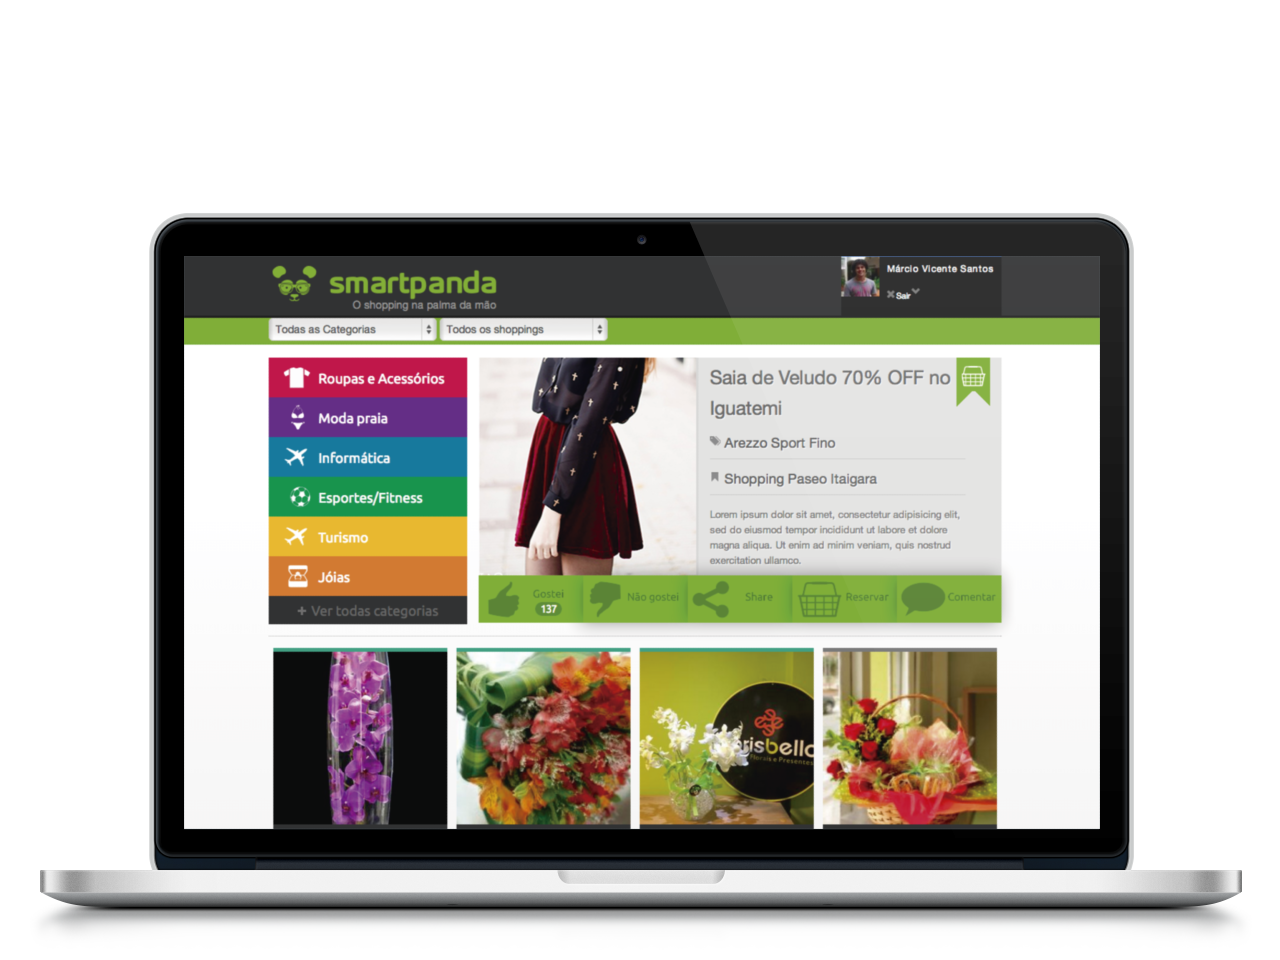 smartpanda
O shopping na palma da mão
Márcio Vicente Santos
Sair
Todas as Categorias
Todos os shoppings
Roupas e Acessórios
Moda praia
Informática
Esportes/Fitness
Turismo
Jóias
+ Ver todas categorias
Saia de Veludo 70% OFF no
Iguatemi
Arezzo Sport Fino
Shopping Paseo Itaigara
Lorem ipsum dolor sit amet, consectetur adipisicing elit,
sed do eiusmod tempor incididunt ut labore et dolore
magna aliqua. Ut enim ad minim veniam, quis nostrud
exercitation ullamco.
Gostei
137
Não gostei
Share
Reservar
Comentar
risbello
e Presentes